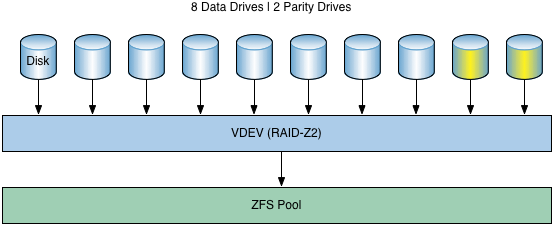 8 Data Drives | 2 Parity Drives
Disk
VDEV (RAID-Z2)
ZFS Pool